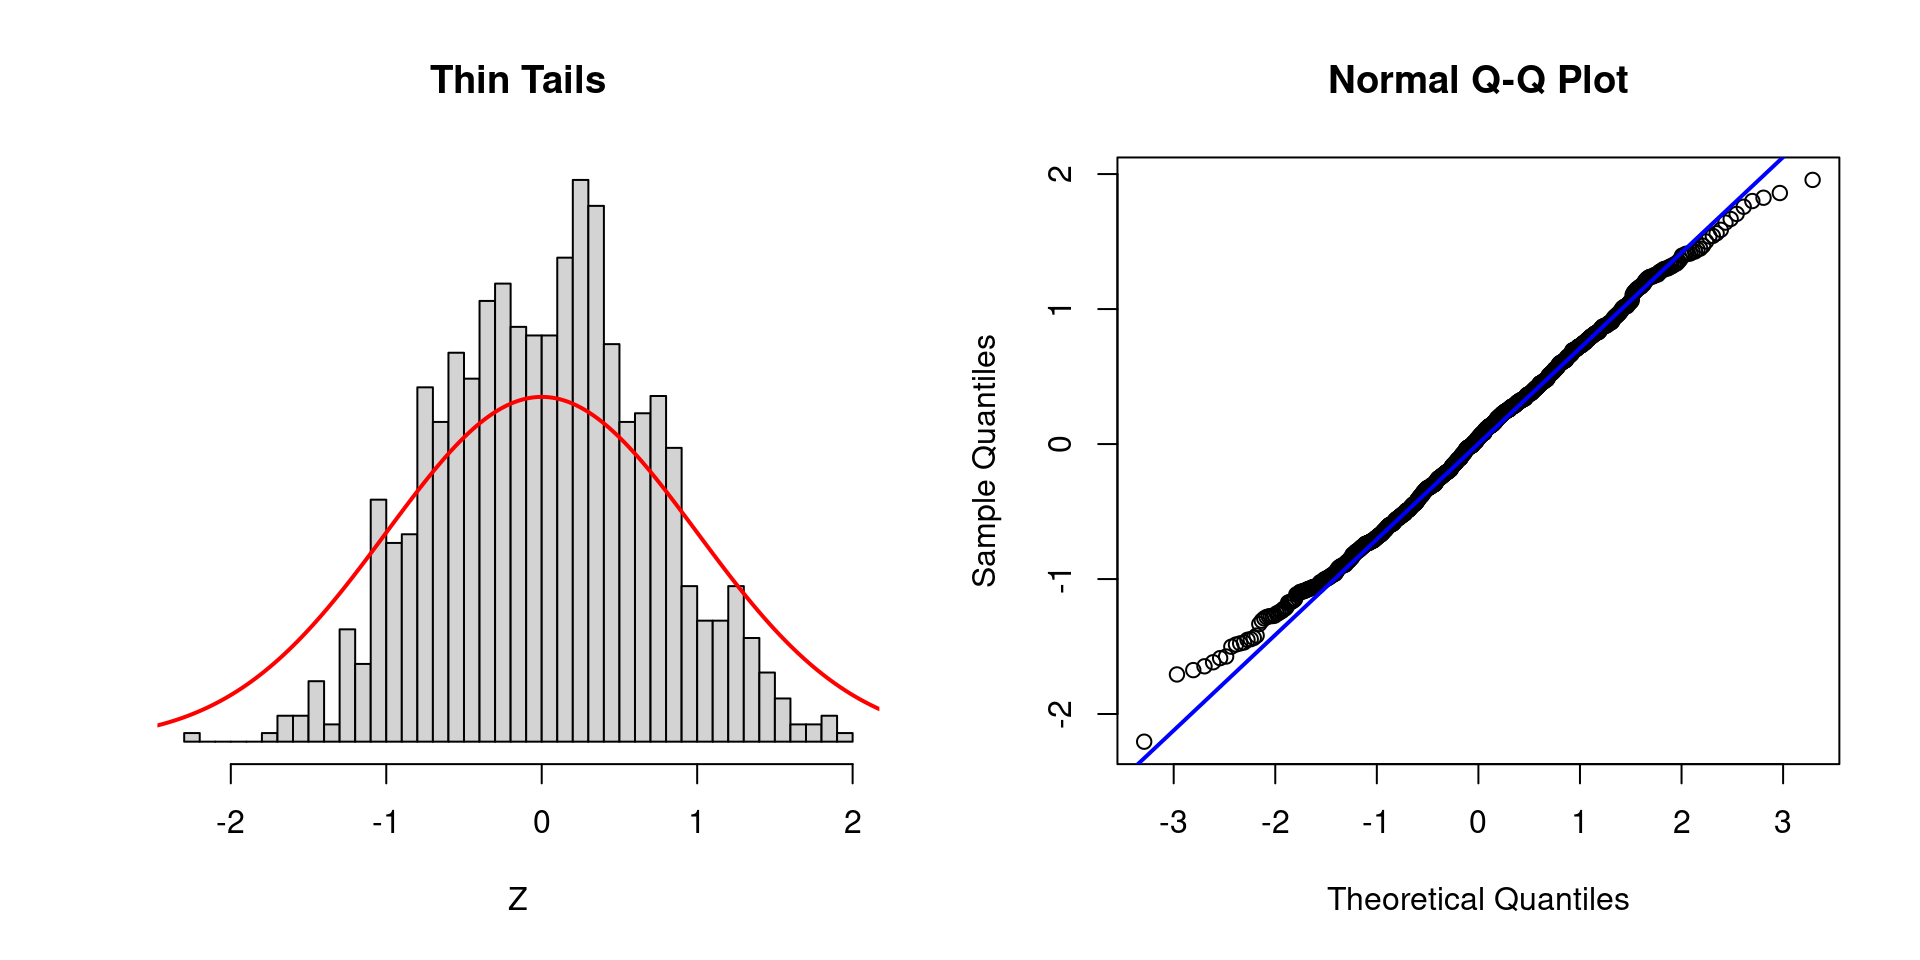 Thin Tails
-2 -1 0 1 2
Z
Normal Q-Q Plot
Sample Quantiles
2
1
0
-1
-2
-3 -2 -1 0 1 2 3
Theoretical Quantiles